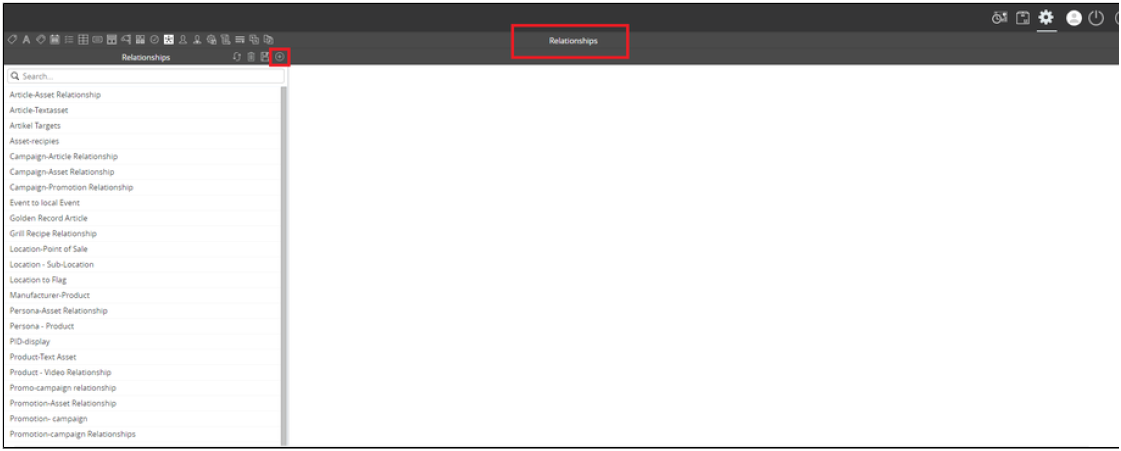 Relationships
Relationships
Search...
Article-Asset Relationship
Article-Textasset
Artikel Targets
Asset-recipies
Campaign-Article Relationship
Campaign-Asset Relationship
Campaign-Promotion Relationship
Event to local Event
Golden Record Article
Grill Recipe Relationship
Location-Point of Sale
Location - Sub-Location
Location to Flag
Manufacturer-Product
Persona-Asset Relationship
Persona - Product
PID-display
Product-Text Asset
Product - Video Relationship
Promo-campaign relationship
Promotion-Asset Relationship
Promotion- campaign
Promotion-campaign Relationships